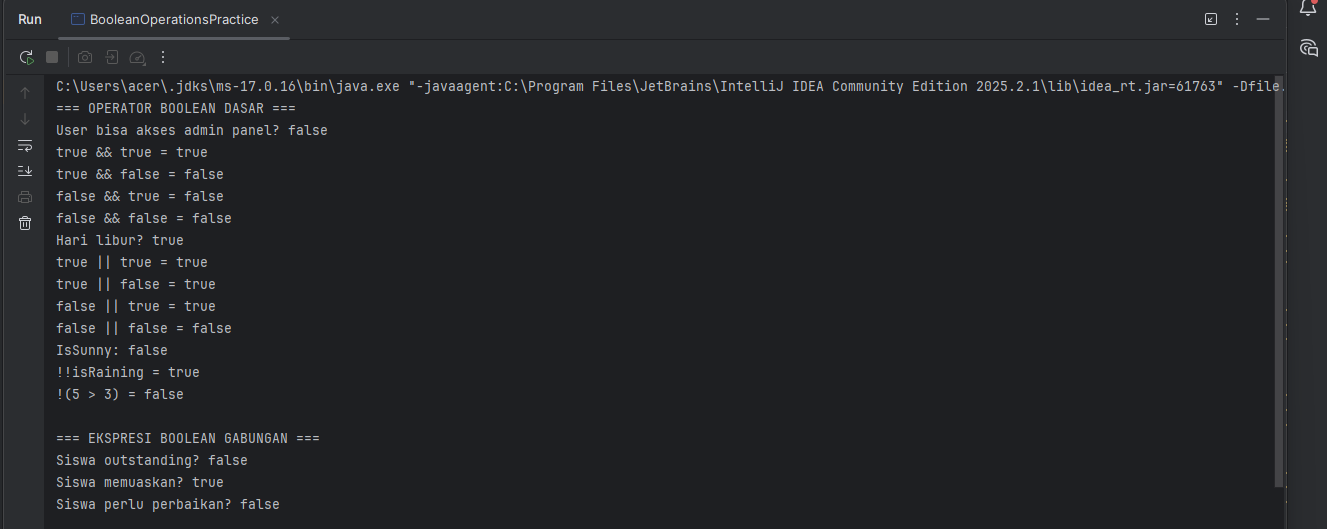 Run BooleanOperationsPractice
C:\Users\acer\.jdks\ms-17.0.16\bin\java.exe "-javaagent:C:\Program Files\JetBrains\IntelliJ IDEA Community Edition 2025.2.1\lib\idea_rt.jar=61763" -Dfile.
=== OPERATOR BOOLEAN DASAR ===
User bisa akses admin panel? false
true && true = true
true && false = false
false && true = false
false && false = false
Hari libur? true
true || true = true
true || false = true
false || true = true
false || false = false
IsSunny: false
!!isRaining = true
!(5 > 3) = false
=== EKSPRESI BOOLEAN GABUNGAN ===
Siswa outstanding? false
Siswa memuaskan? true
Siswa perlu perbaikan? false